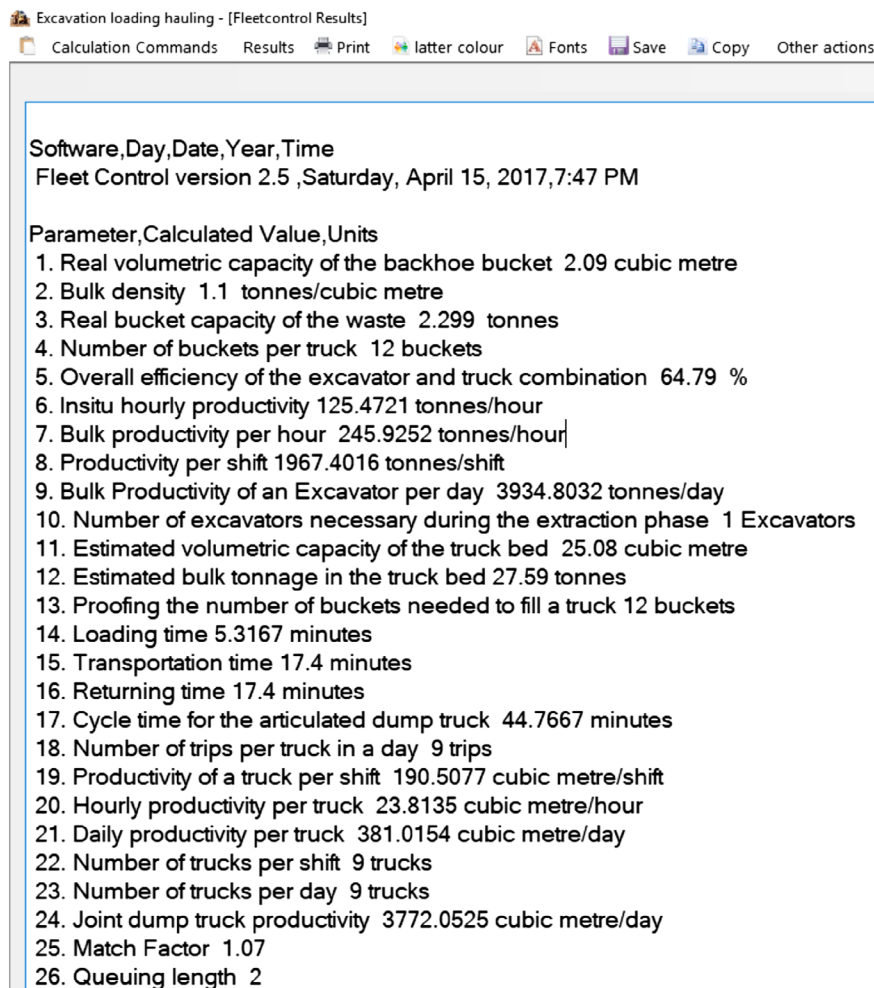 Excavation loading hauling - [Fleetcontrol Results]
Calculation Commands Results Print latter colour Fonts Save Copy Other actions
Software,Day,Date,Year,Time
Fleet Control version 2.5 ,Saturday, April 15, 2017,7:47 PM
Parameter,Calculated Value,Units
1. Real volumetric capacity of the backhoe bucket 2.09 cubic metre
2. Bulk density 1.1 tonnes/cubic metre
3. Real bucket capacity of the waste 2.299 tonnes
4. Number of buckets per truck 12 buckets
5. Overall efficiency of the excavator and truck combination 64.79 %
6. Insitu hourly productivity 125.4721 tonnes/hour
7. Bulk productivity per hour 245.9252 tonnes/hour
8. Productivity per shift 1967.4016 tonnes/shift
9. Bulk Productivity of an Excavator per day 3934.8032 tonnes/day
10. Number of excavators necessary during the extraction phase 1 Excavators
11. Estimated volumetric capacity of the truck bed 25.08 cubic metre
12. Estimated bulk tonnage in the truck bed 27.59 tonnes
13. Proofing the number of buckets needed to fill a truck 12 buckets
14. Loading time 5.3167 minutes
15. Transportation time 17.4 minutes
16. Returning time 17.4 minutes
17. Cycle time for the articulated dump truck 44.7667 minutes
18. Number of trips per truck in a day 9 trips
19. Productivity of a truck per shift 190.5077 cubic metre/shift
20. Hourly productivity per truck 23.8135 cubic metre/hour
21. Daily productivity per truck 381.0154 cubic metre/day
22. Number of trucks per shift 9 trucks
23. Number of trucks per day 9 trucks
24. Joint dump truck productivity 3772.0525 cubic metre/day
25. Match Factor 1.07
26. Queuing length 2